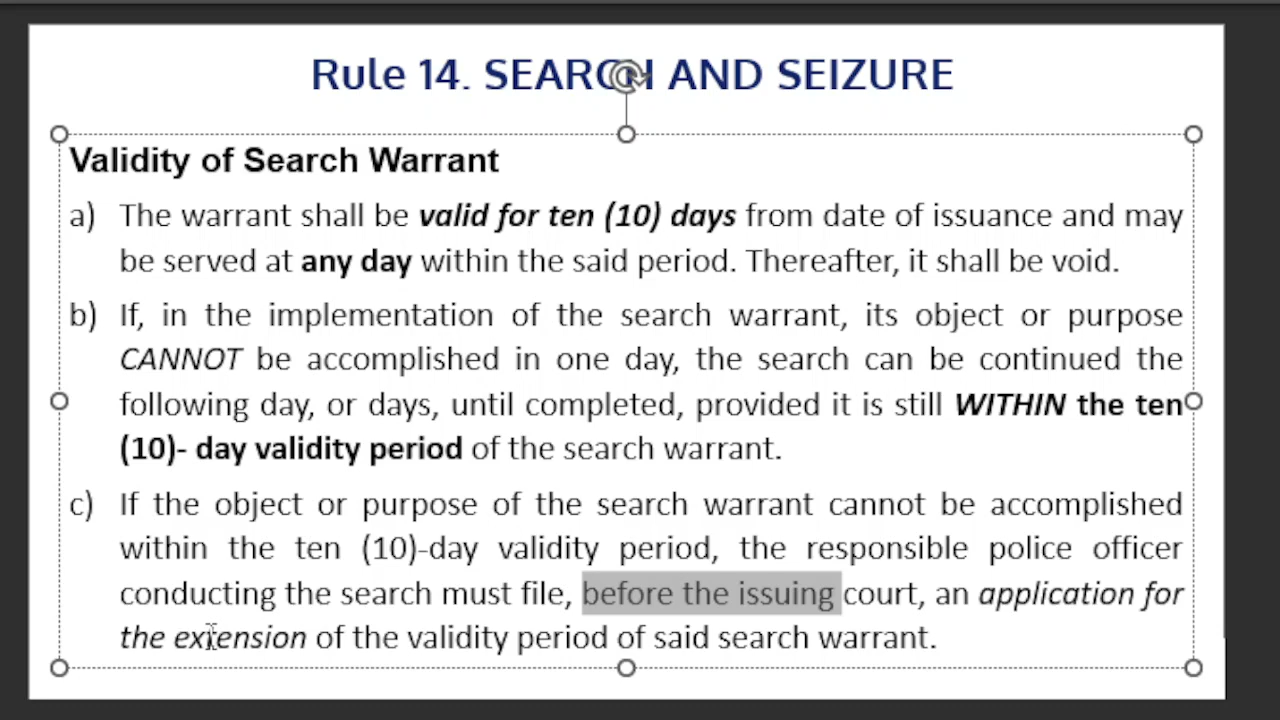 Rule 14. SEARCH AND SEIZURE
Validity of Search Warrant
a) The warrant shall be valid for ten (10) days from date of issuance and may
be served at any day within the said period. Thereafter, it shall be void.
b) If, in the implementation of the search warrant, its object or purpose
CANNOT be accomplished in one day, the search can be continued the
following day, or days, until completed, provided it is still WITHIN the ten
(10)- day validity period of the search warrant.
c) If the object or purpose of the search warrant cannot be accomplished
within the ten (10)-day validity period, the responsible police officer
conducting the search must file, before the issuing court, an application for
the extension of the validity period of said search warrant.